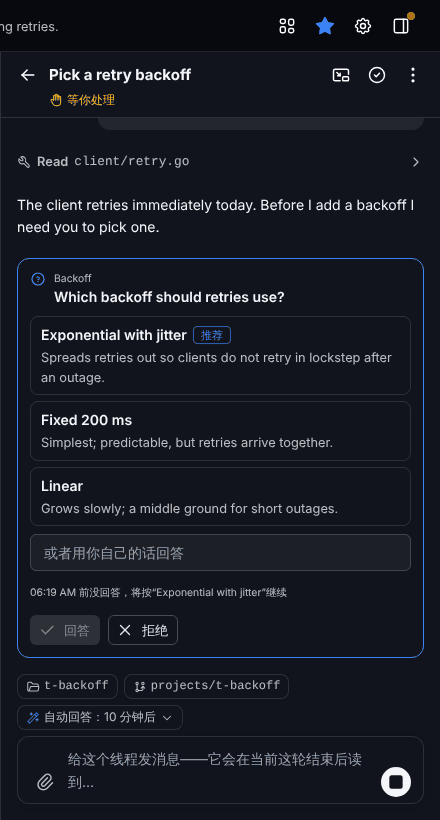 ng retries.
Pick a retry backoff
等你处理
Read client/retry.go
The client retries immediately today. Before I add a backoff I
need you to pick one.
Backoff
Which backoff should retries use?
Exponential with jitter 推荐
Spreads retries out so clients do not retry in lockstep after
an outage.
Fixed 200 ms
Simplest; predictable, but retries arrive together.
Linear
Grows slowly; a middle ground for short outages.
或者用你自己的话回答
06:19 AM 前没回答，将按“Exponential with jitter”继续
回答 拒绝
t-backoff projects/t-backoff
自动回答：10 分钟后
给这个线程发消息——它会在当前这轮结束后读
到...